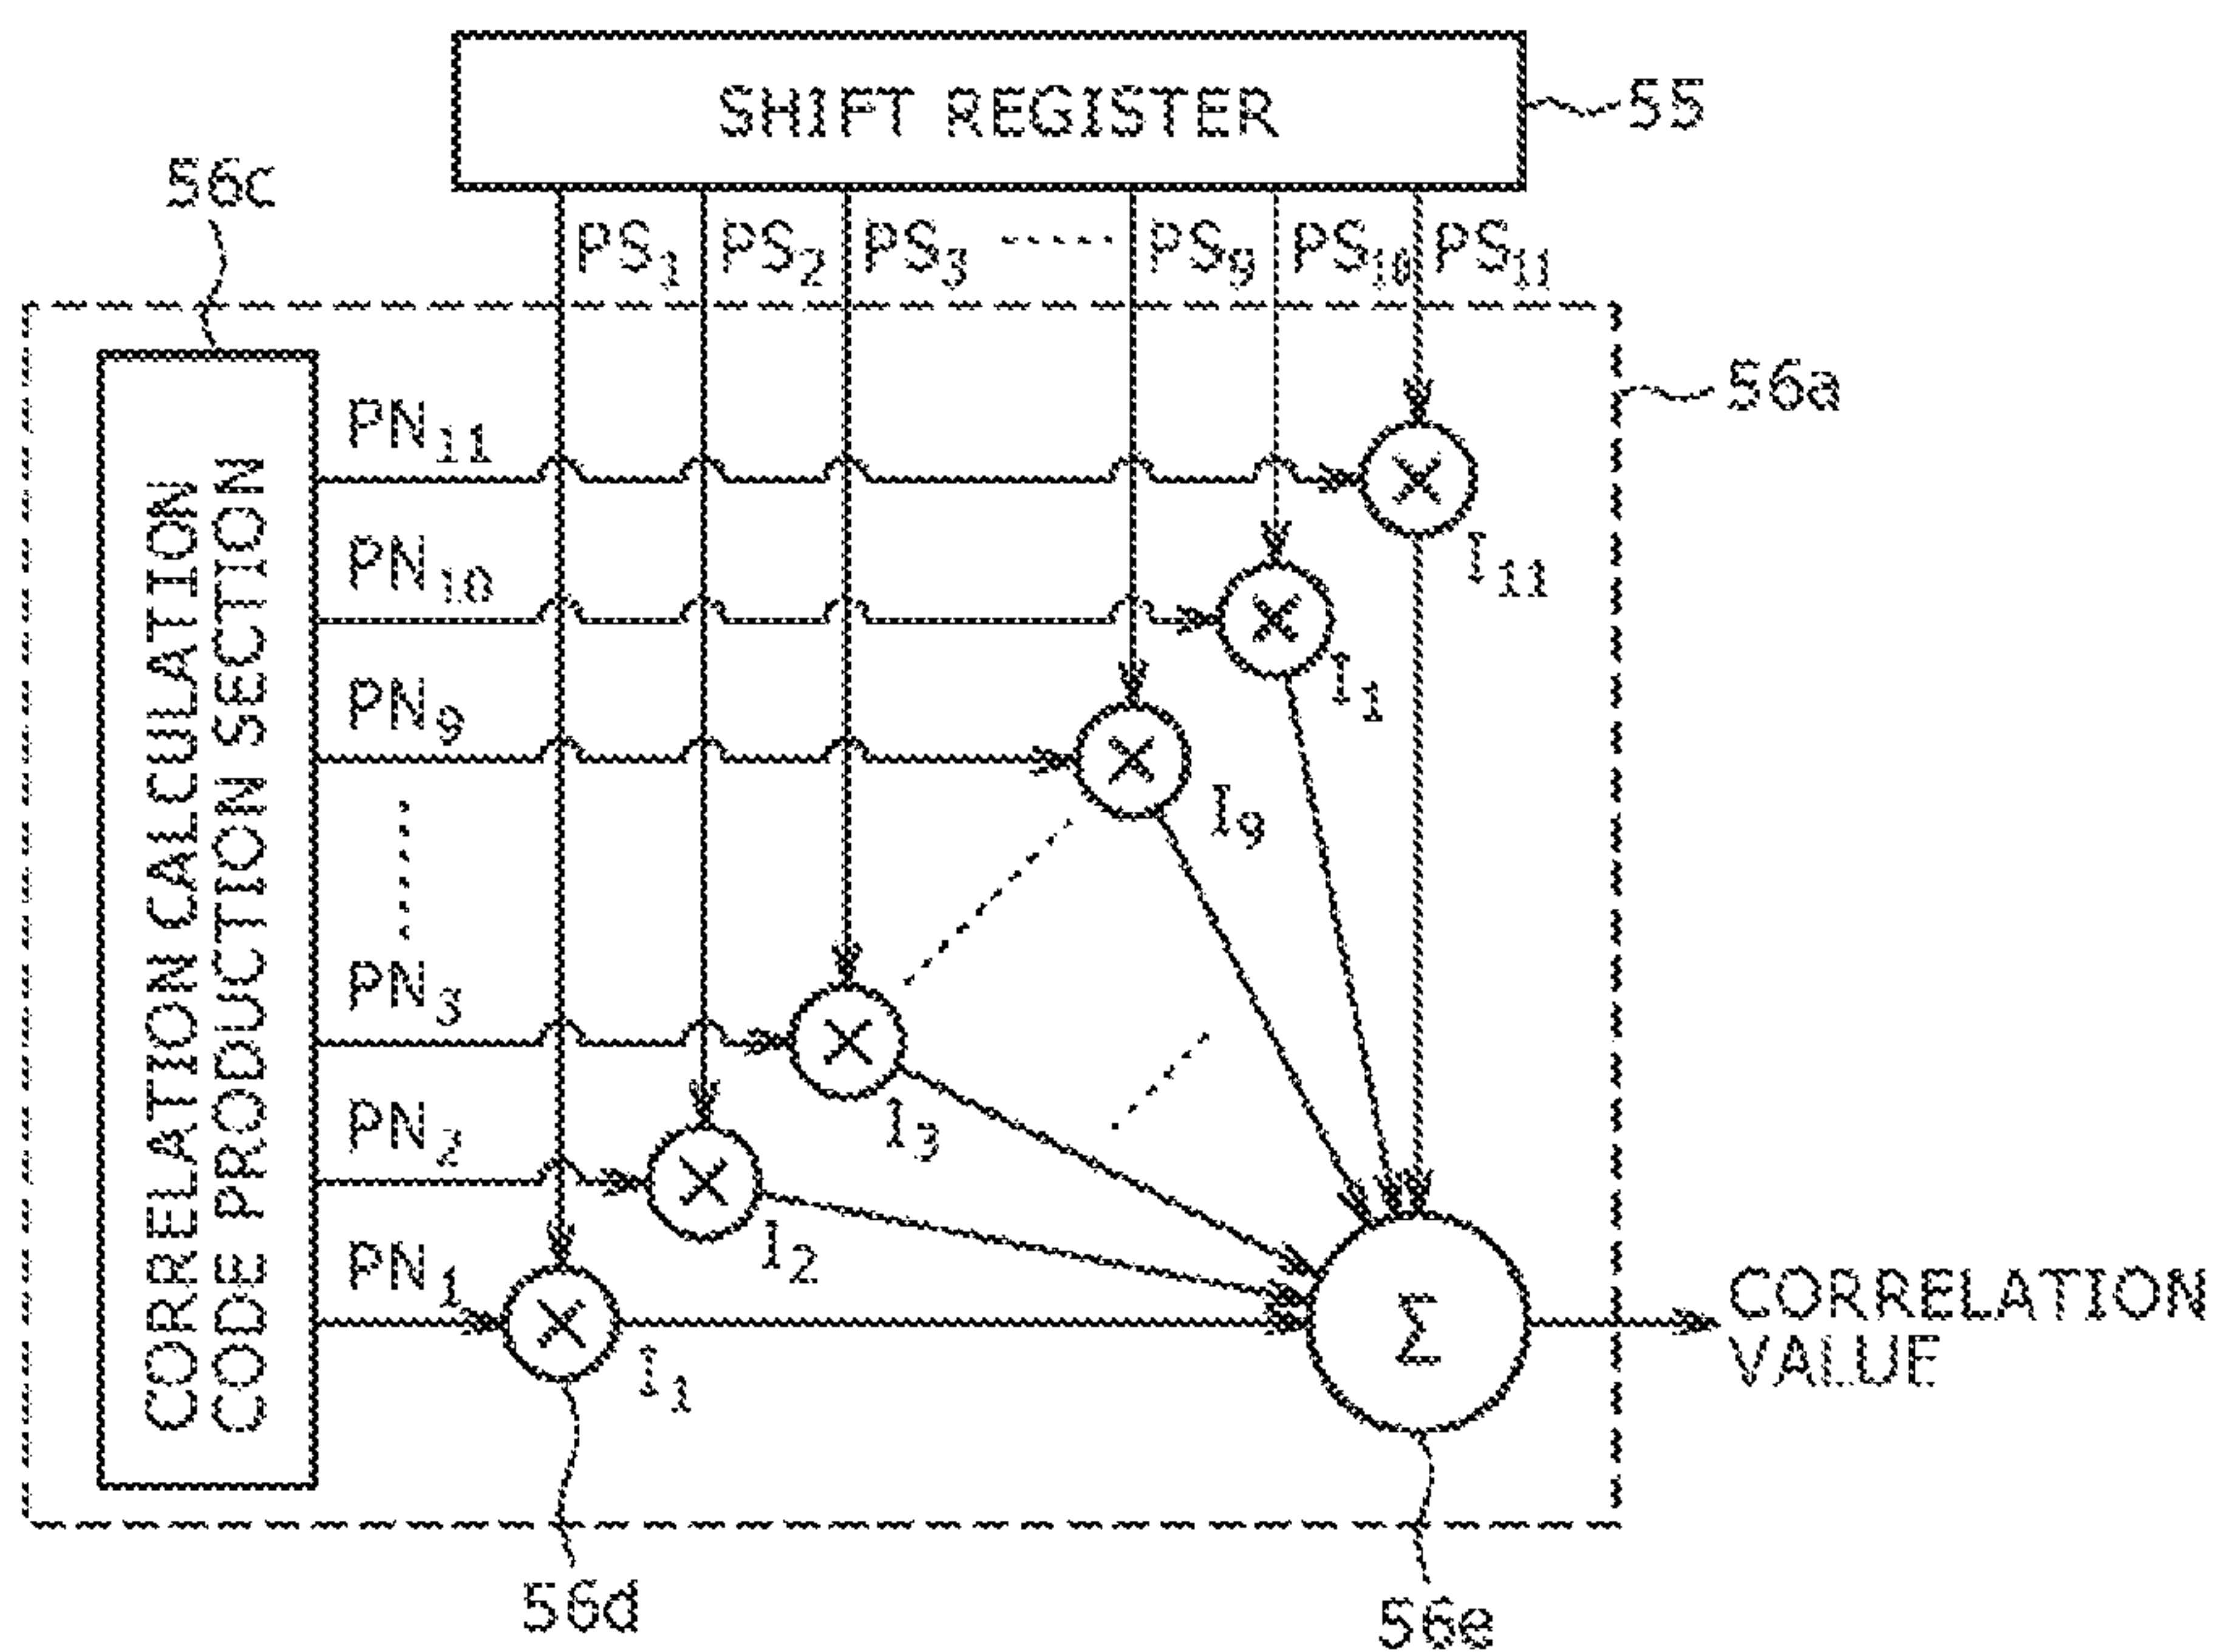 SHIFT REGISTER
55
56c
PS1 PS2 PS3 ····· PS9 PS10 PS11
56a
PN11
I11
PN10
I1
PN9
I9
PN3
I3
PN2
I2
PN1
I1
CORRELATION CALCULATION
CODE PRODUCTION SECTION
Σ
CORRELATION
VALUE
56d
56e